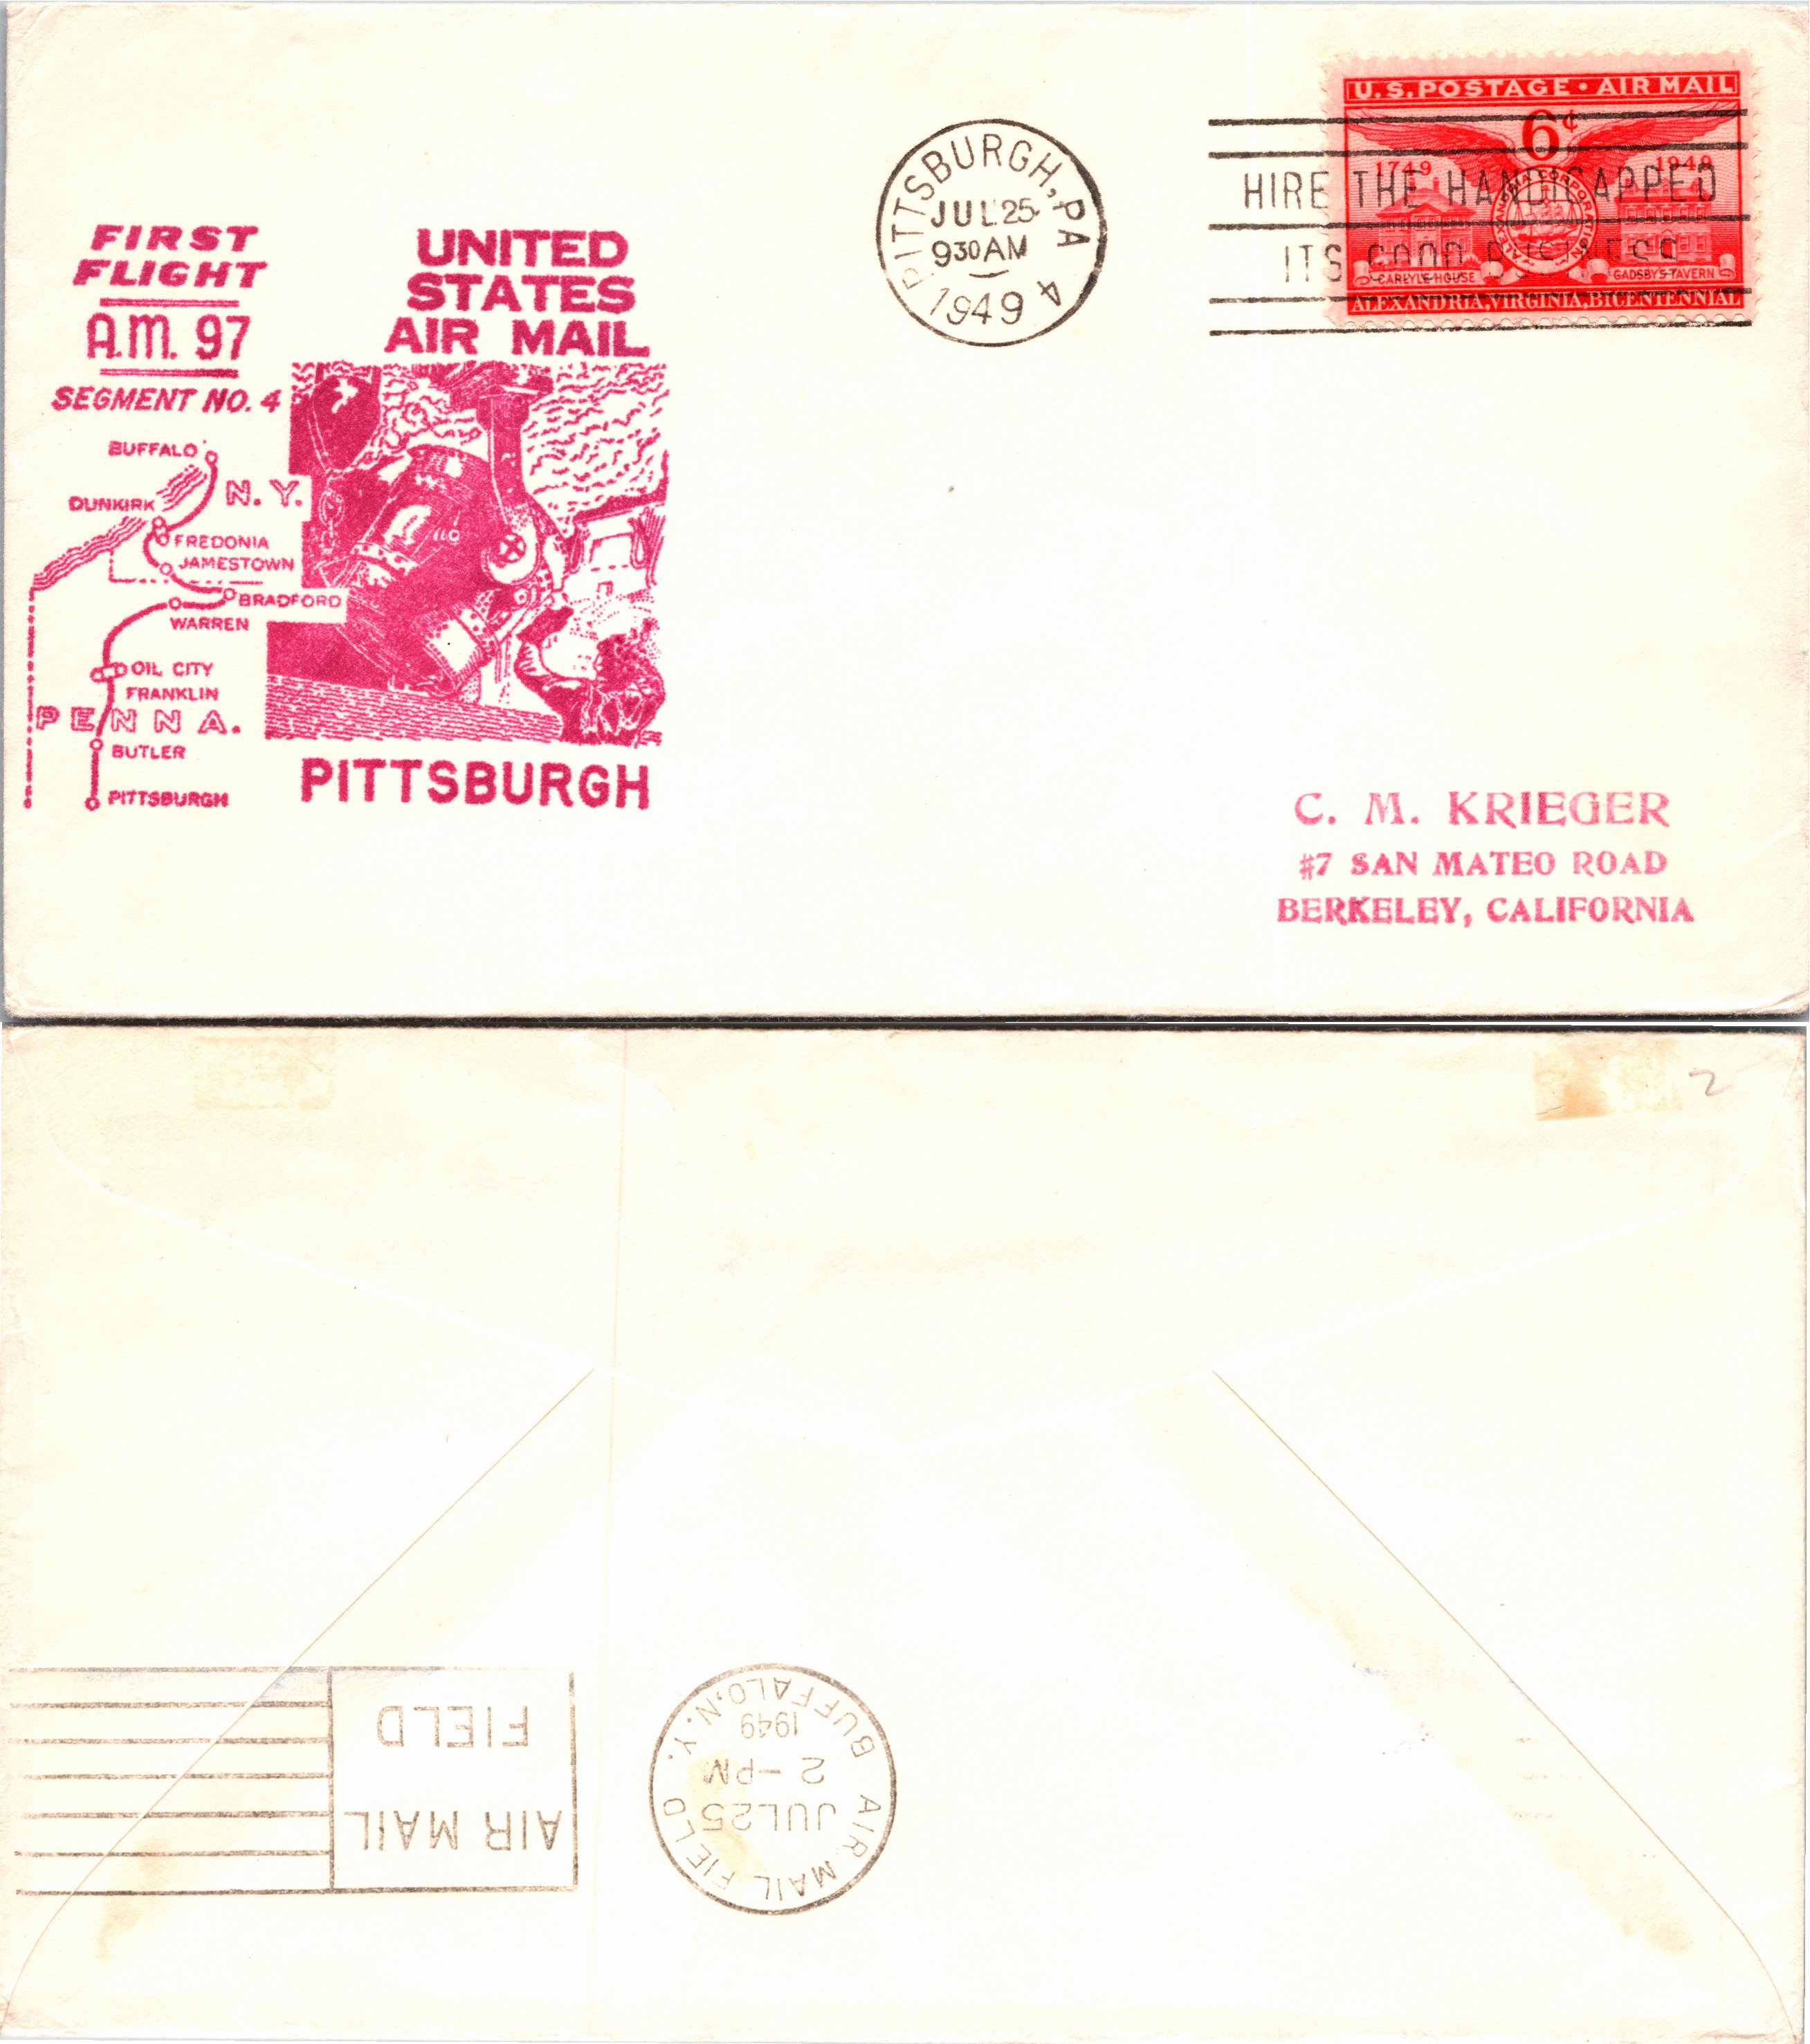 FIRST
FLIGHT
A.M. 97
SEGMENT NO. 4
BUFFALO
N.Y.
DUNKIRK
FREDONIA
JAMESTOWN
BRADFORD
WARREN
OIL CITY
FRANKLIN
PENNA.
BUTLER
PITTSBURGH
UNITED
STATES
AIR MAIL
PITTSBURGH
PITTSBURGH, PA
JUL 25
930 AM
1949
4
HIRE THE HANDICAPPED
ITS GOOD BUSINESS
U.S. POSTAGE • AIR MAIL
6¢
1749
1949
CARLYLE HOUSE
GADSBY'S TAVERN
ALEXANDRIA, VIRGINIA, BICENTENNIAL
C. M. KRIEGER
#7 SAN MATEO ROAD
BERKELEY, CALIFORNIA
2
AIR MAIL
FIELD
AIR MAIL FIELD
JUL 25
2 - PM
1949
BUFFALO, N.Y.